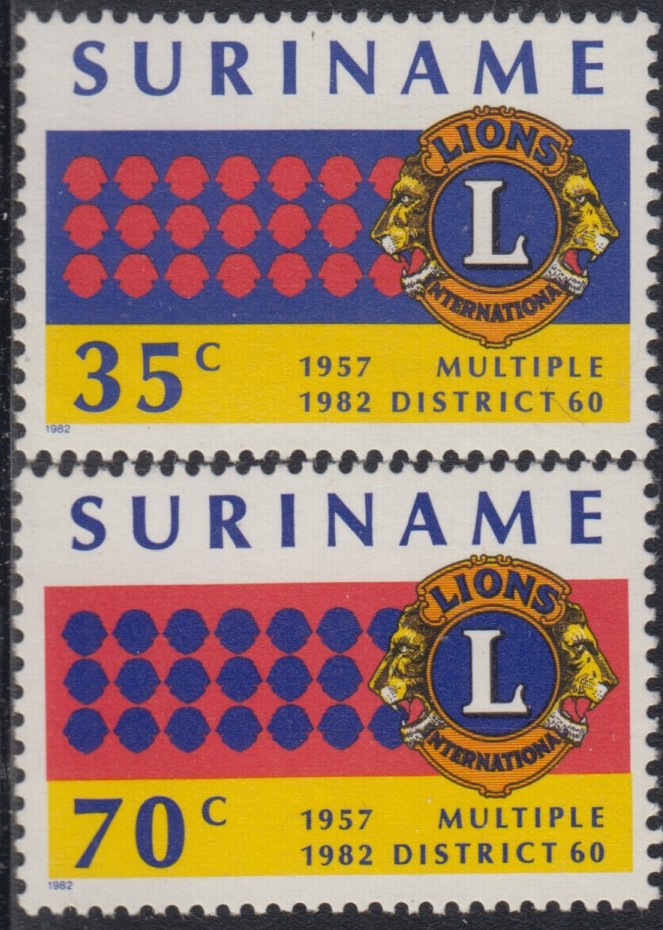 SURINAME
LIONS
L
INTERNATIONAL
35c 1957 MULTIPLE
1982 DISTRICT 60
1982
SURINAME
LIONS
L
INTERNATIONAL
70c 1957 MULTIPLE
1982 DISTRICT 60
1982